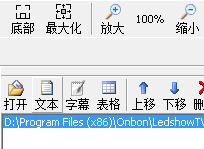 底部 最大化 放大 100% 缩小
打开 文本 字幕 表格 上移 下移
D:\Program Files (x86)\Onbon\LedshowT